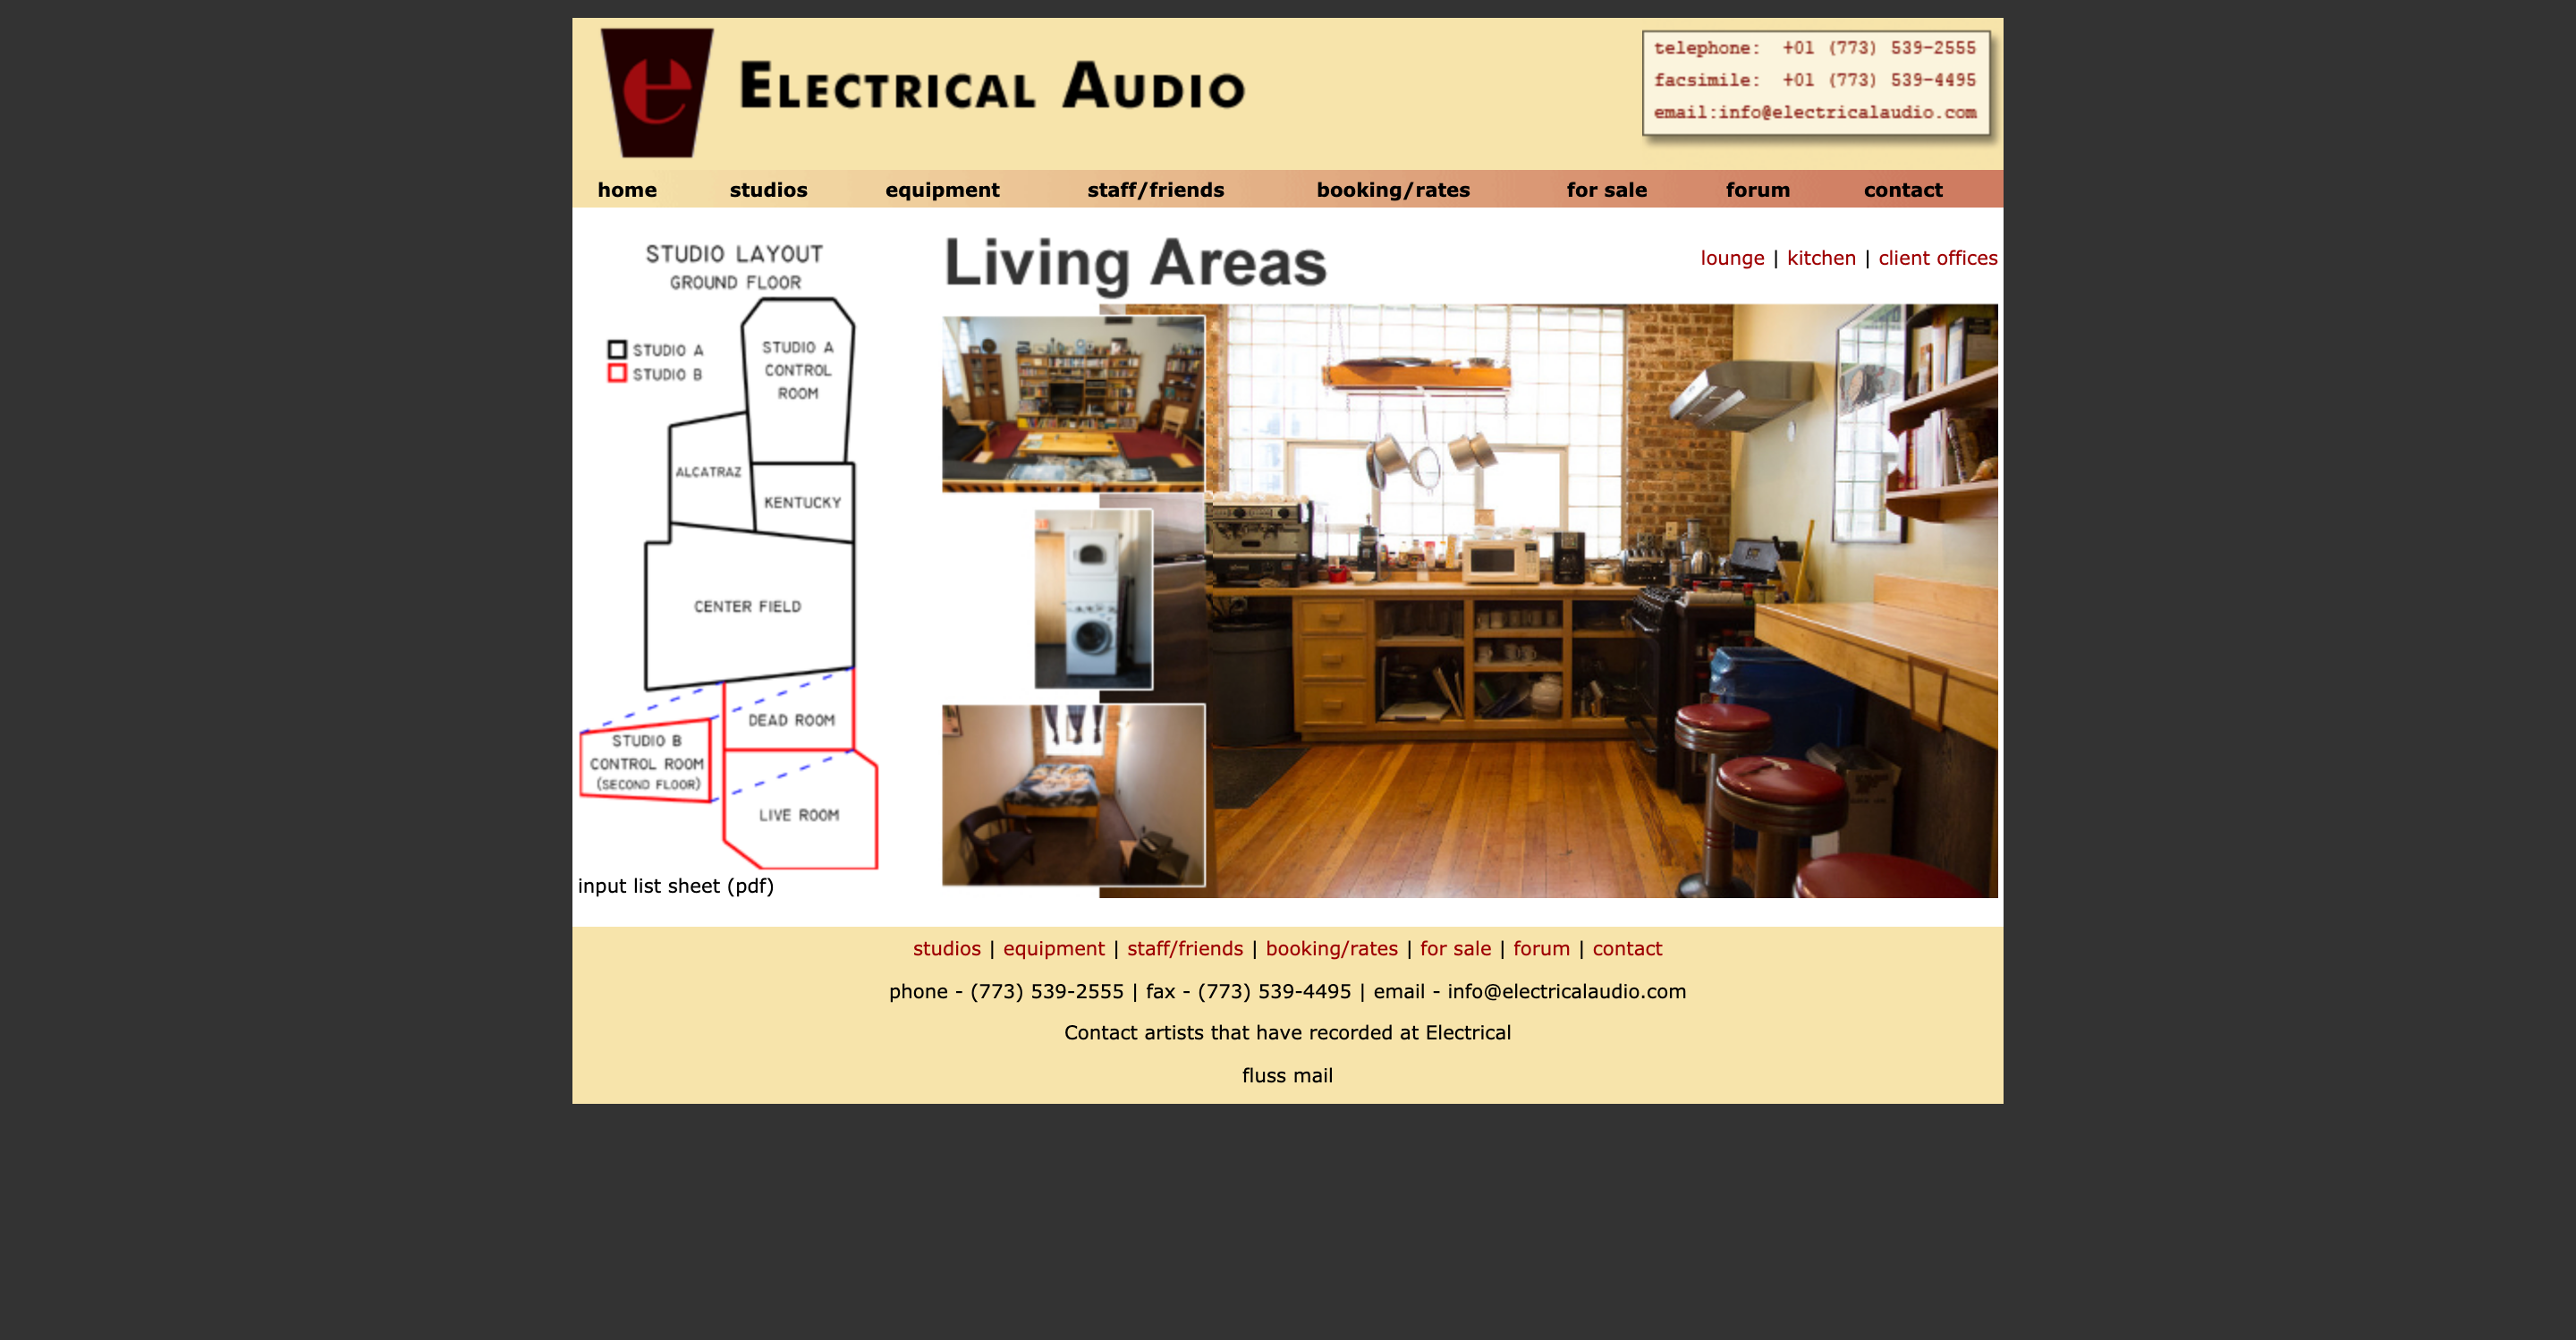 e ELECTRICAL AUDIO
telephone: +01 (773) 539-2555
facsimile: +01 (773) 539-4495
email:info@electricalaudio.com
home studios equipment staff/friends booking/rates for sale forum contact
STUDIO LAYOUT
GROUND FLOOR
STUDIO A
STUDIO B
STUDIO A
CONTROL
ROOM
ALCATRAZ
KENTUCKY
CENTER FIELD
DEAD ROOM
STUDIO B
CONTROL ROOM
(SECOND FLOOR)
LIVE ROOM
input list sheet (pdf)
Living Areas
lounge | kitchen | client offices
studios | equipment | staff/friends | booking/rates | for sale | forum | contact
phone - (773) 539-2555 | fax - (773) 539-4495 | email - info@electricalaudio.com
Contact artists that have recorded at Electrical
fluss mail